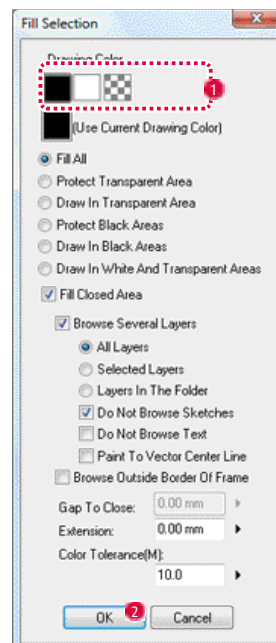 Fill Selection
Drawing Color
1
(Use Current Drawing Color)
Fill All
Protect Transparent Area
Draw In Transparent Area
Protect Black Areas
Draw In Black Areas
Draw In White And Transparent Areas
Fill Closed Area
Browse Several Layers
All Layers
Selected Layers
Layers In The Folder
Do Not Browse Sketches
Do Not Browse Text
Paint To Vector Center Line
Browse Outside Border Of Frame
Gap To Close: 0.00 mm
Extension: 0.00 mm
Color Tolerance(M):
10.0
OK 2 Cancel